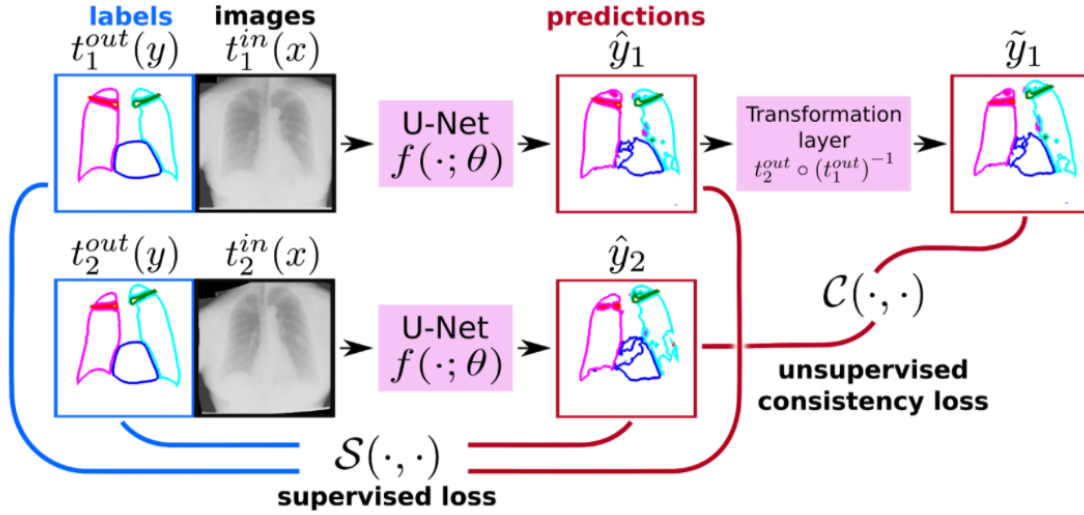 labels images predictions
t_1^{out}(y) t_1^{in}(x) ŷ_1 ỹ_1
U-Net
f(·; θ)
Transformation
layer
t_2^{out} ∘ (t_1^{out})^{-1}
t_2^{out}(y) t_2^{in}(x) ŷ_2
U-Net
f(·; θ)
C(·, ·)
unsupervised
consistency loss
S(·, ·)
supervised loss